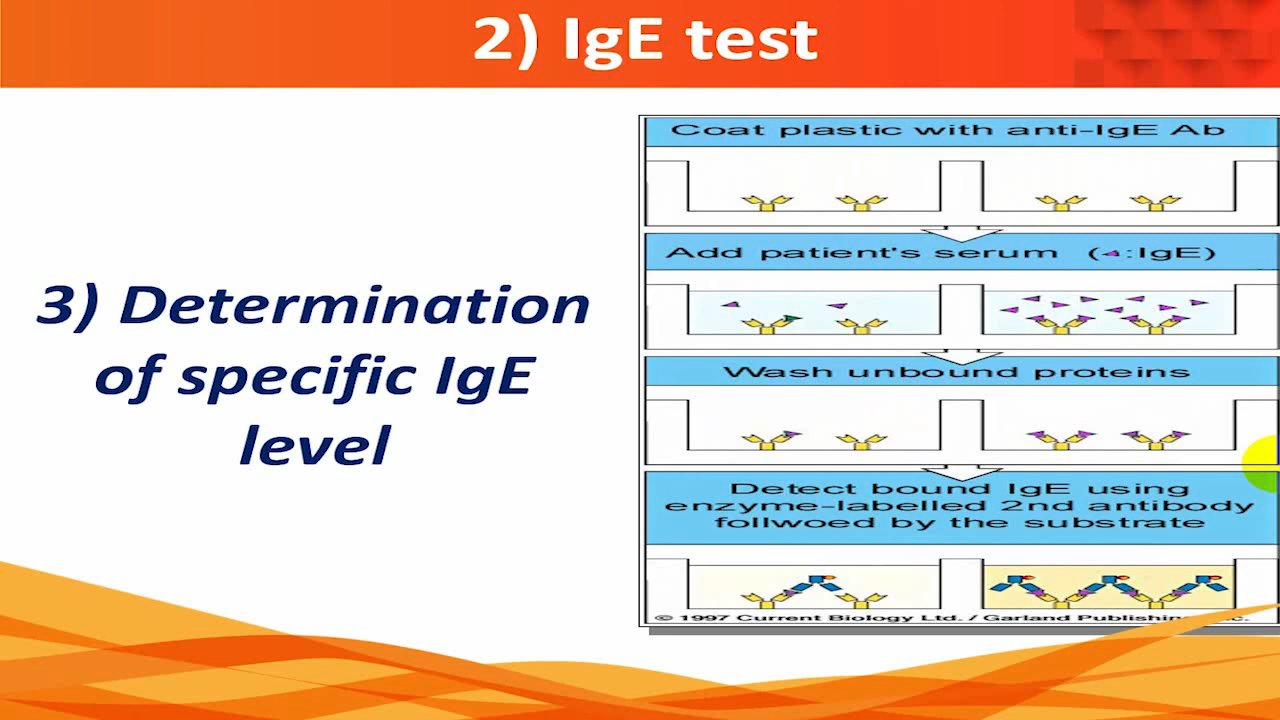 2) IgE test
3) Determination
of specific IgE
level
Coat plastic with anti-IgE Ab
Add patient's serum (:IgE)
Wash unbound proteins
Detect bound IgE using
enzyme-labelled 2nd antibody
follwoed by the substrate
© 1997 Current Biology Ltd. / Garland Publishing, Inc.